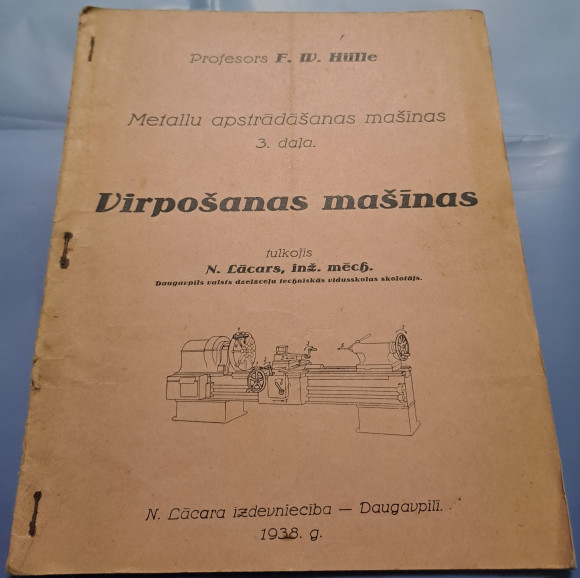 Profesors F. W. Hülle
Metallu apstrādāšanas mašīnas
3. daļa.
Virpošanas mašīnas
tulkojis
N. Lācars, inž. mēch.
Daugavpils valsts dzelzceļu techniskās vidusskolas skolotājs.
N. Lācara izdevniecība — Daugavpilī.
1938. g.